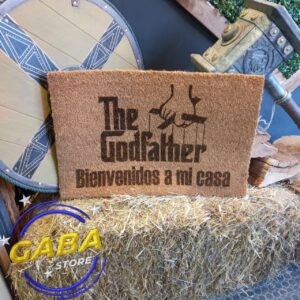 The
Godfather
Bienvenidos a mi casa
GABA
STORE